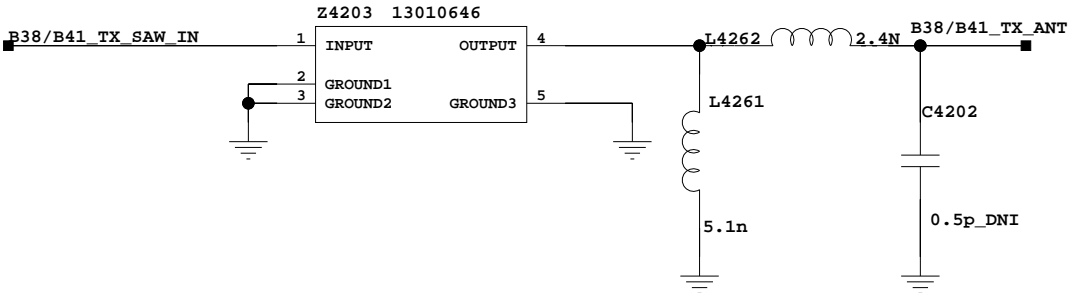 Z4203 13010646
B38/B41_TX_SAW_IN
1 INPUT OUTPUT 4
L4262 2.4N
B38/B41_TX_ANT
2 GROUND1
3 GROUND2 GROUND3 5
L4261
C4202
5.1n
0.5p_DNI